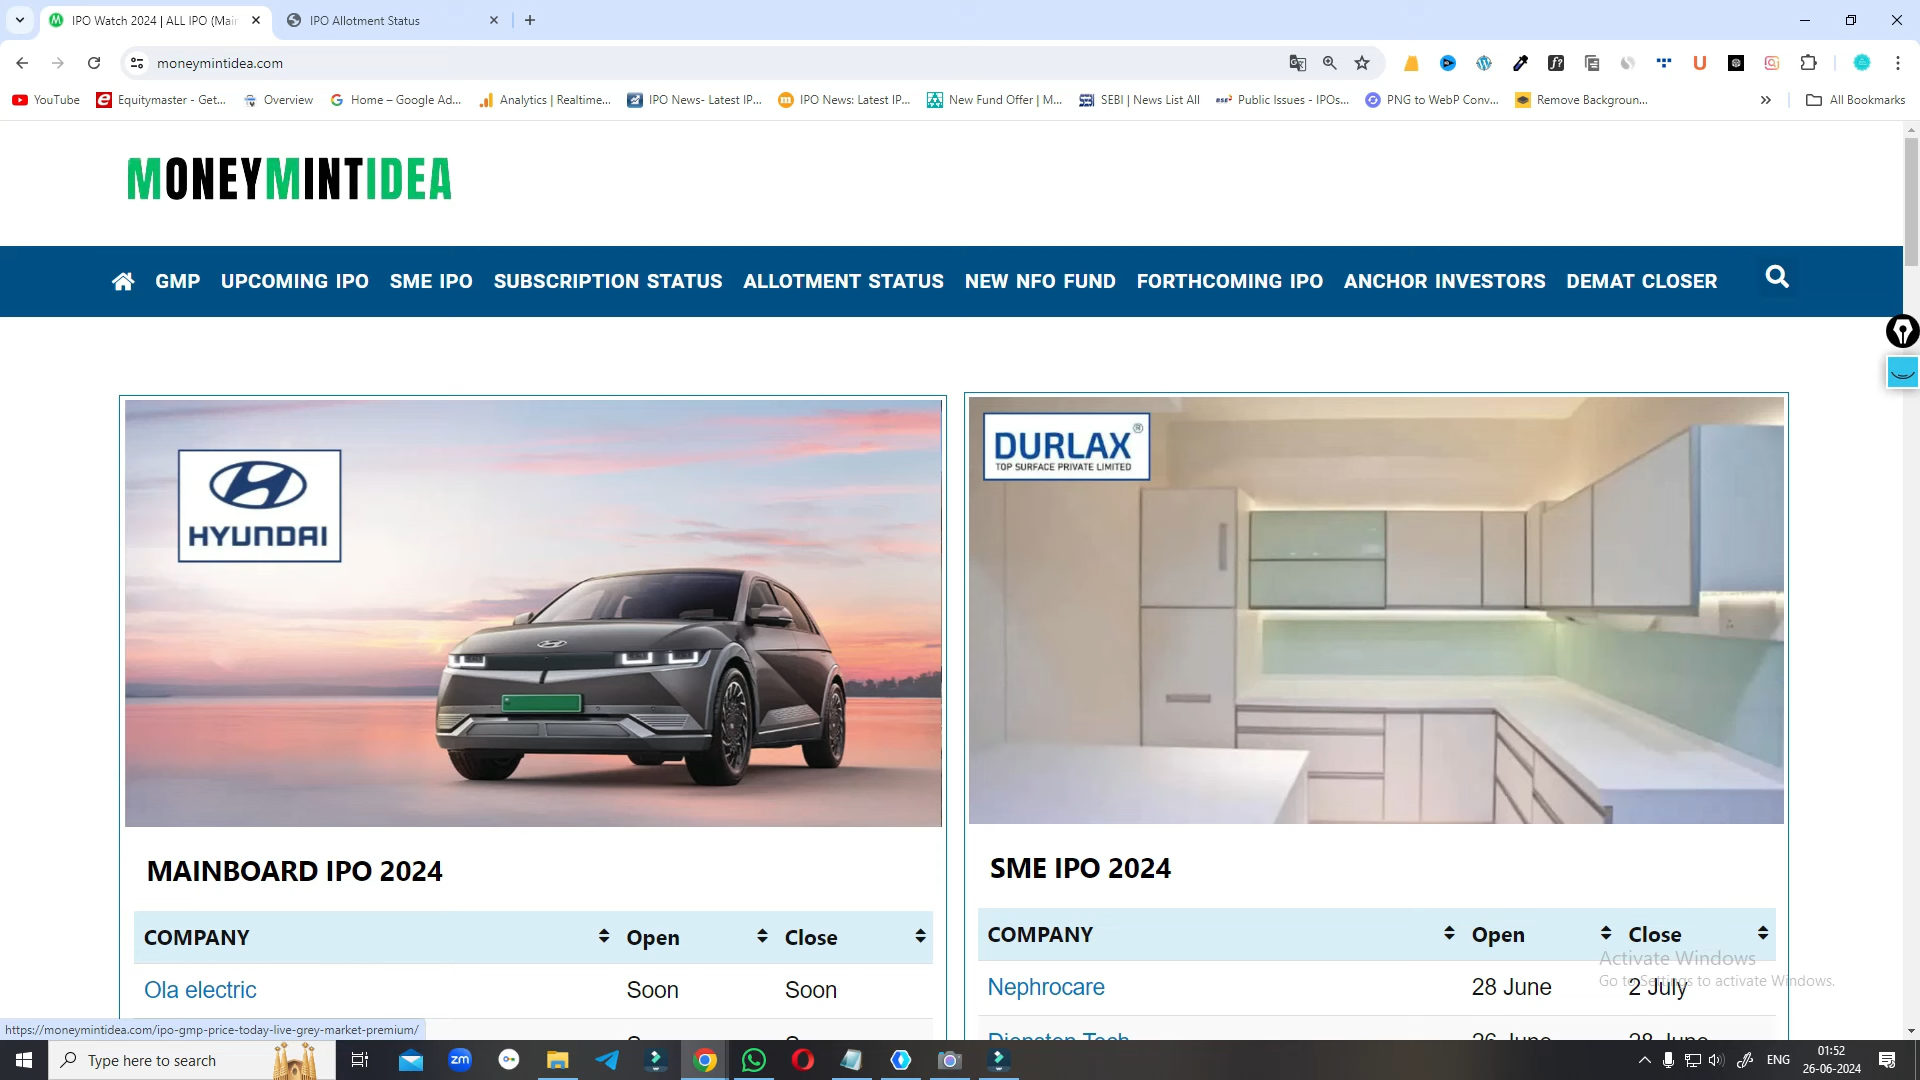 IPO Watch 2024 | ALL IPO (Mair
IPO Allotment Status
moneymintidea.com
YouTube
Equitymaster - Get...
Overview
Home – Google Ad...
Analytics | Realtime...
IPO News- Latest IP...
IPO News: Latest IP...
New Fund Offer | M...
SEBI | News List All
Public Issues - IPOs...
PNG to WebP Conv...
Remove Backgroun...
All Bookmarks
MONEYMINTIDEA
GMP UPCOMING IPO SME IPO SUBSCRIPTION STATUS ALLOTMENT STATUS NEW NFO FUND FORTHCOMING IPO ANCHOR INVESTORS DEMAT CLOSER
HYUNDAI
DURLAX®
TOP SURFACE PRIVATE LIMITED
MAINBOARD IPO 2024
COMPANY Open Close
Ola electric Soon Soon
SME IPO 2024
COMPANY Open Close
Nephrocare 28 June 2 July
Activate Windows
Go to Settings to activate Windows.
https://moneymintidea.com/ipo-gmp-price-today-live-grey-market-premium/
Type here to search
zm
ENG
01:52
26-06-2024